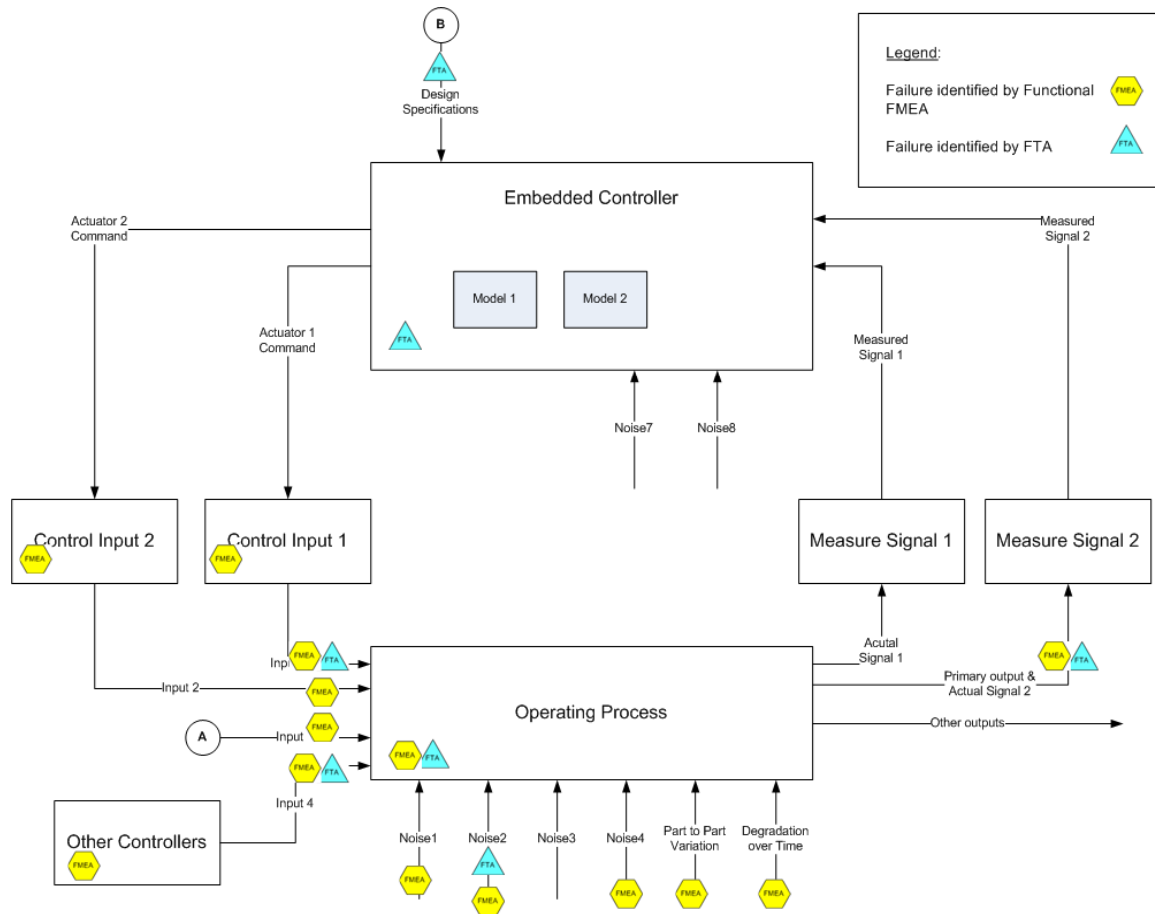 B
FTA
Design
Specifications
Legend:
Failure identified by Functional
FMEA
FMEA
Failure identified by FTA
FTA
Embedded Controller
Actuator 2
Command
Measured
Signal 2
Model 1
Model 2
FTA
Actuator 1
Command
Measured
Signal 1
Noise7
Noise8
Control Input 2
FMEA
Control Input 1
FMEA
Measure Signal 1
Measure Signal 2
FMEA
FTA
Acutal
Signal 1
FMEA
FTA
Input 2
FMEA
Primary output &
Actual Signal 2
Operating Process
A
Input
FMEA
Other outputs
FMEA
FTA
FMEA
FTA
Input 4
Other Controllers
FMEA
Noise1
Noise2
Noise3
Noise4
Part to Part
Variation
Degradation
over Time
FTA
FMEA
FMEA
FMEA
FMEA
FMEA